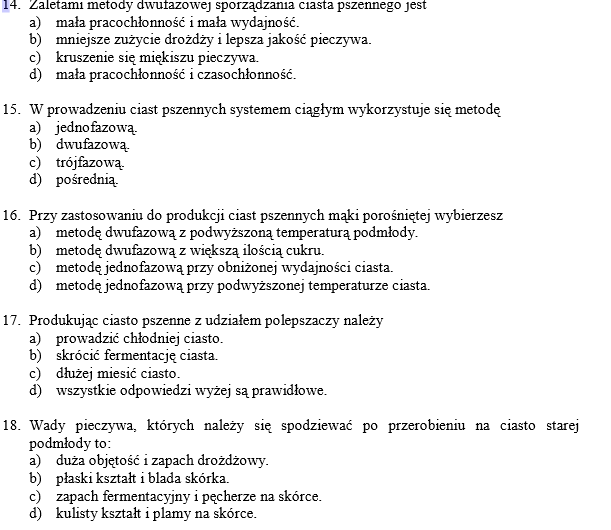 14. Zaletami metody dwufazowej sporządzania ciasta pszennego jest
a) mała pracochłonność i mała wydajność.
b) mniejsze zużycie drożdży i lepsza jakość pieczywa.
c) kruszenie się miękiszu pieczywa.
d) mała pracochłonność i czasochłonność.
15. W prowadzeniu ciast pszennych systemem ciągłym wykorzystuje się metodę
a) jednofazową.
b) dwufazową.
c) trójfazową.
d) pośrednią.
16. Przy zastosowaniu do produkcji ciast pszennych mąki porośniętej wybierzesz
a) metodę dwufazową z podwyższoną temperaturą podmłody.
b) metodę dwufazową z większą ilością cukru.
c) metodę jednofazową przy obniżonej wydajności ciasta.
d) metodę jednofazową przy podwyższonej temperaturze ciasta.
17. Produkując ciasto pszenne z udziałem polepszaczy należy
a) prowadzić chłodniej ciasto.
b) skrócić fermentację ciasta.
c) dłużej miesić ciasto.
d) wszystkie odpowiedzi wyżej są prawidłowe.
18. Wady pieczywa, których należy się spodziewać po przerobieniu na ciasto starej
podmłody to:
a) duża objętość i zapach drożdżowy.
b) płaski kształt i blada skórka.
c) zapach fermentacyjny i pęcherze na skórce.
d) kulisty kształt i plamy na skórce.